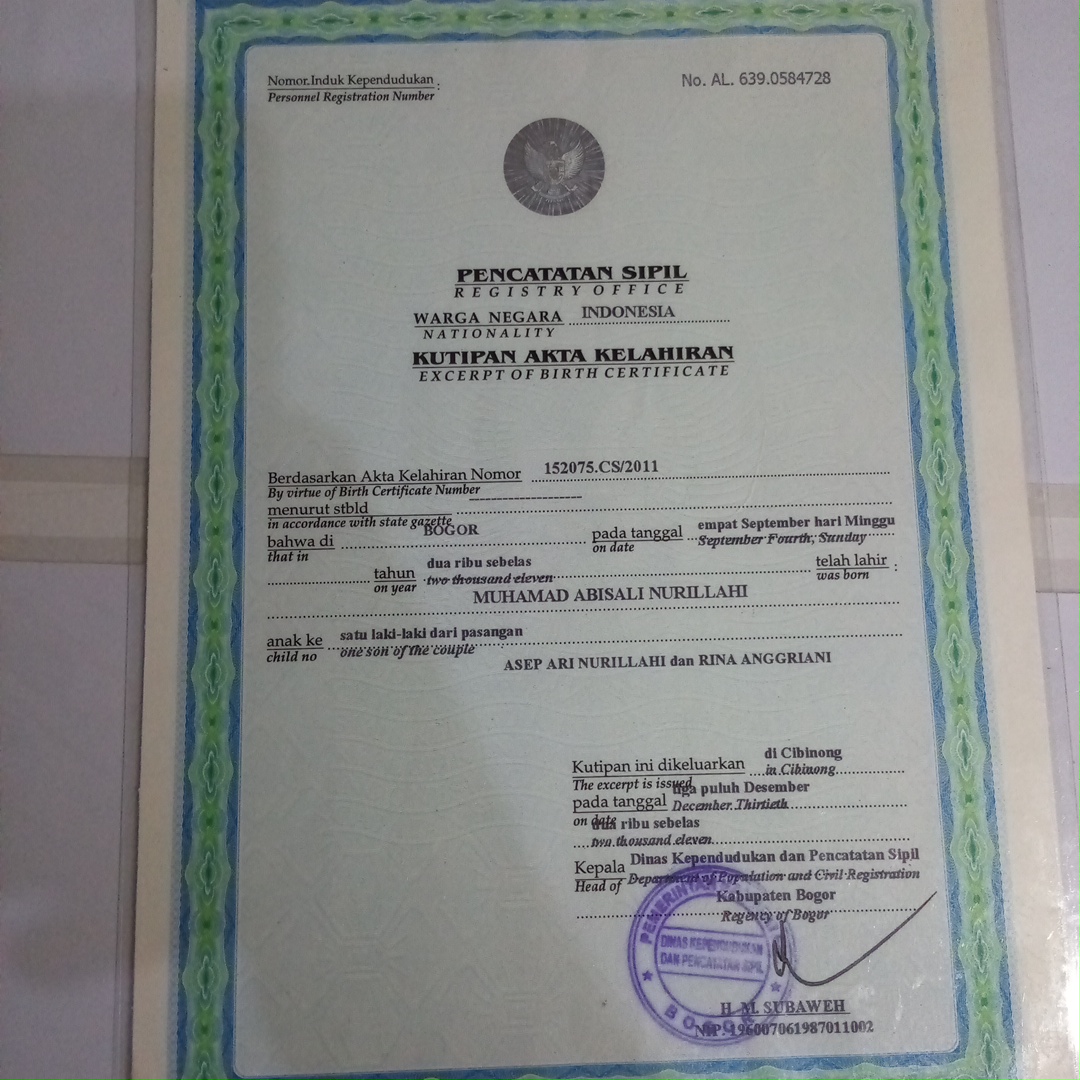 Nomor Induk Kependudukan :
Personnel Registration Number
No. AL. 639.0584728
PENCATATAN SIPIL
REGISTRY OFFICE
WARGA NEGARA INDONESIA
NATIONALITY
KUTIPAN AKTA KELAHIRAN
EXCERPT OF BIRTH CERTIFICATE
Berdasarkan Akta Kelahiran Nomor 152075.CS/2011
By virtue of Birth Certificate Number
menurut stbld
in accordance with state gazette
bahwa di BOGOR pada tanggal empat September hari Minggu
that in on date September Fourth, Sunday
tahun dua ribu sebelas telah lahir :
on year two thousand eleven was born
MUHAMAD ABISALI NURILLAHI
anak ke satu laki-laki dari pasangan
child no one son of the couple
ASEP ARI NURILLAHI dan RINA ANGGRIANI
Kutipan ini dikeluarkan di Cibinong
The excerpt is issued in Cibinong
pada tanggal tiga puluh Desember
on date December Thirtieth
dua ribu sebelas
two thousand eleven
Kepala Dinas Kependudukan dan Pencatatan Sipil
Head of Department of Population and Civil Registration
Kabupaten Bogor
Regency of Bogor
DINAS KEPENDUDUKAN
DAN PENCATATAN SIPIL
BOGOR
H. M. SUBAWEH
NIP. 196007061987011002